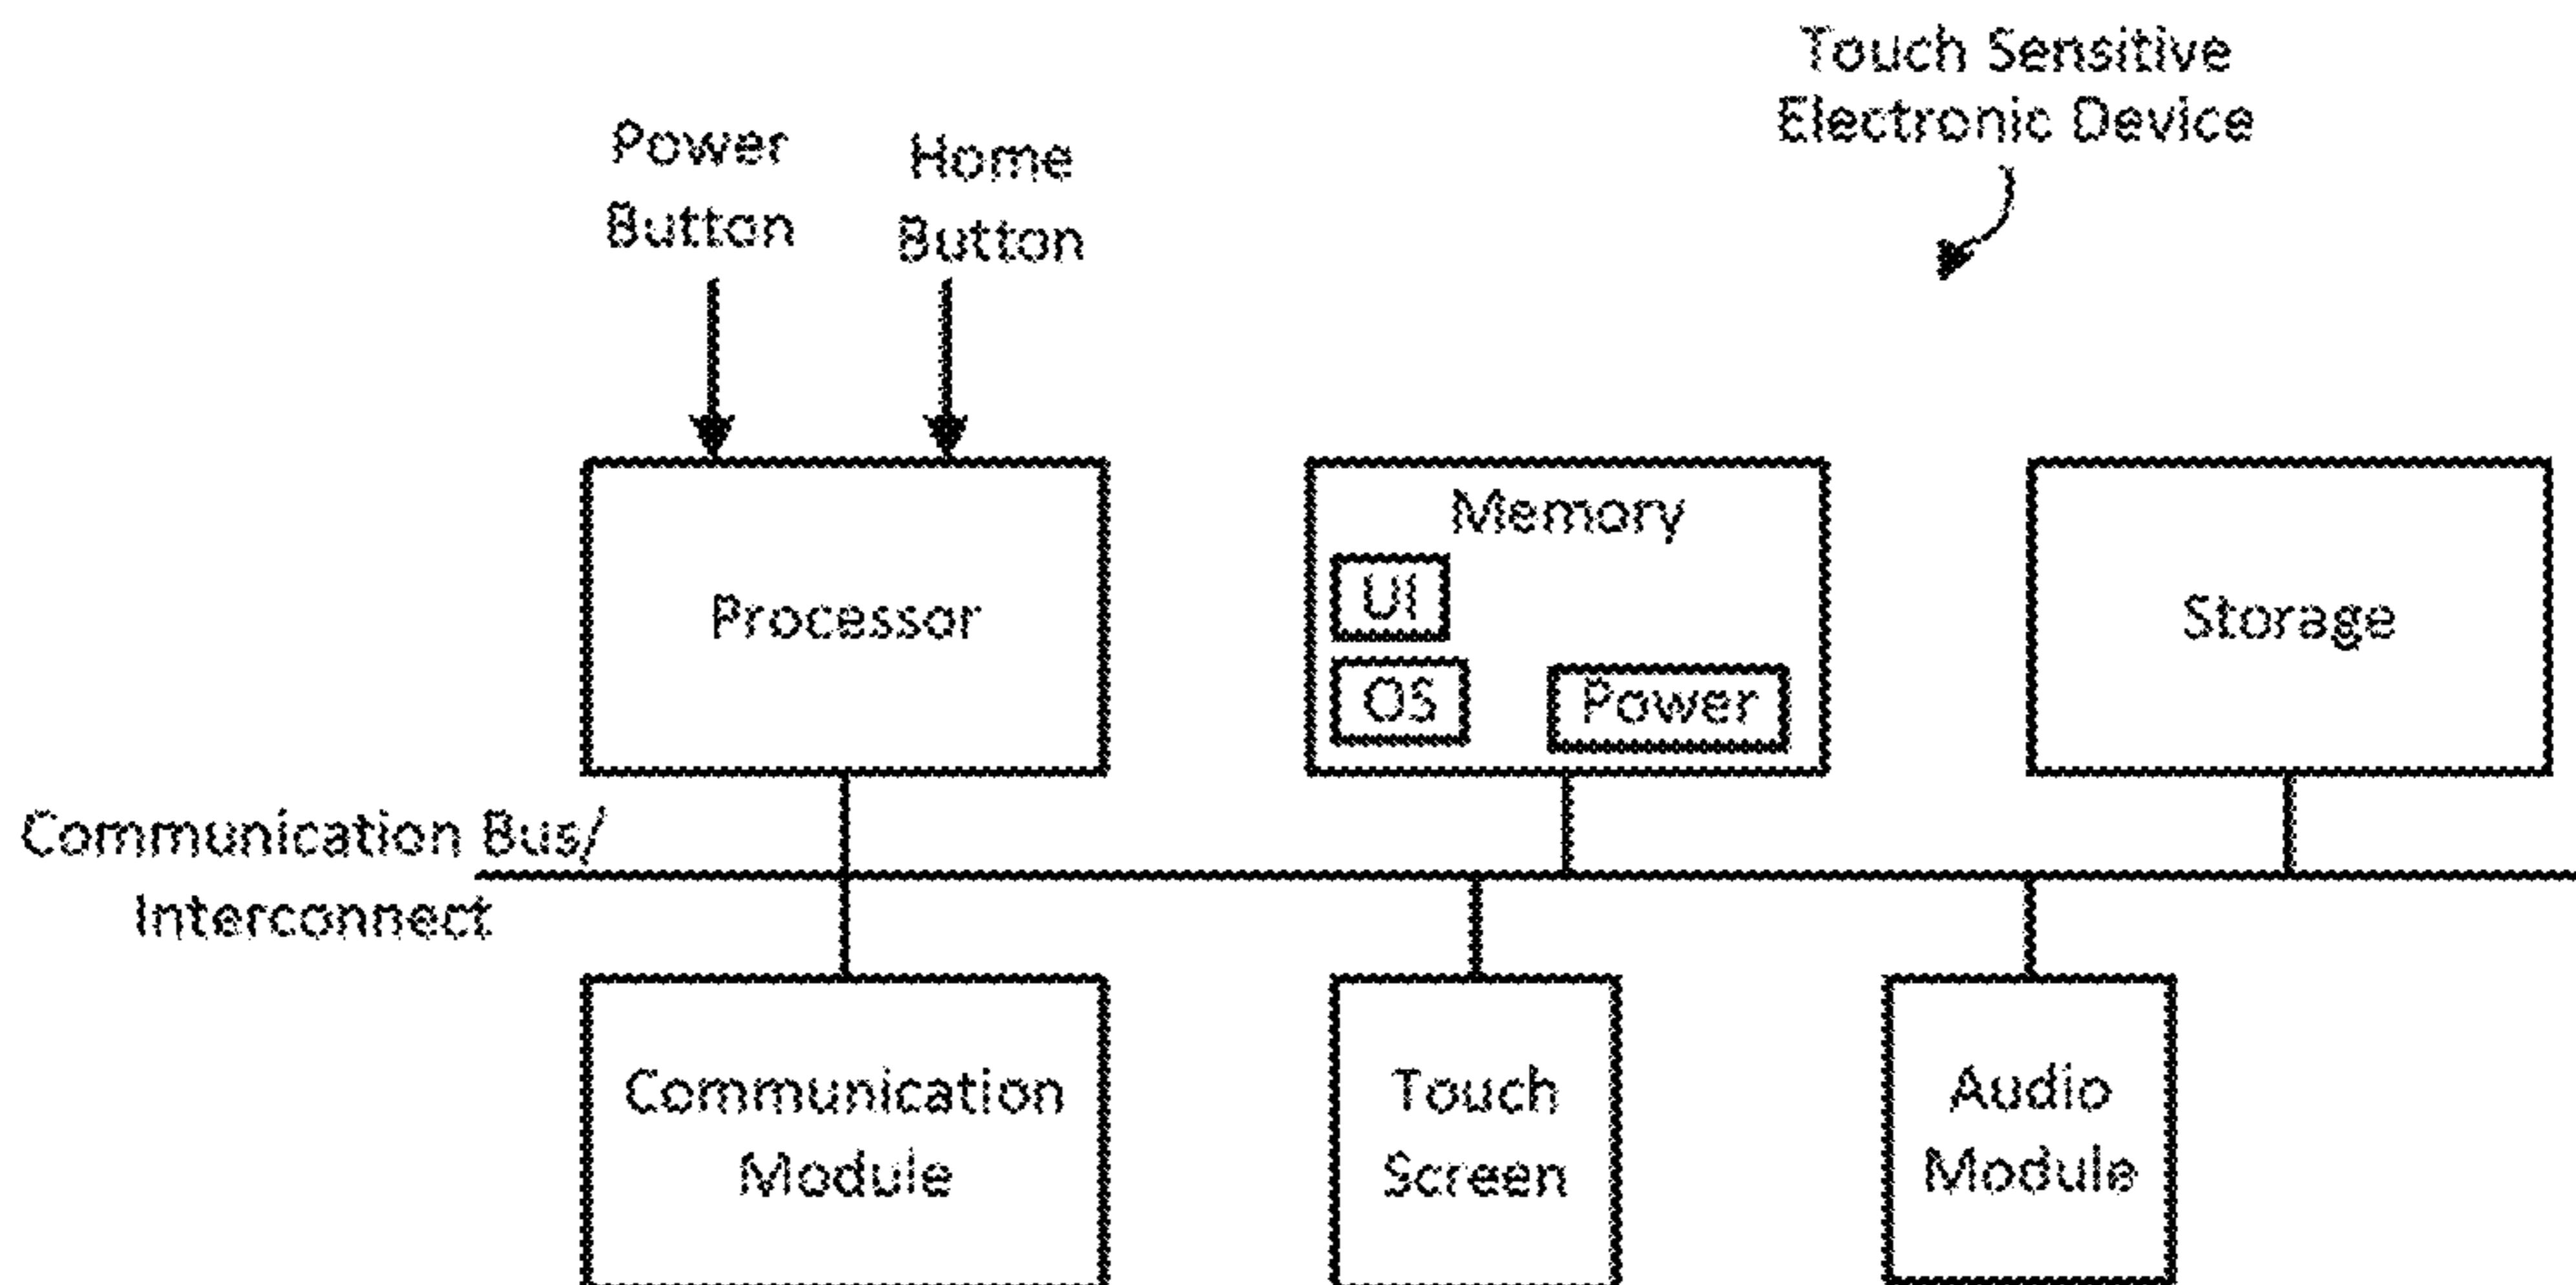 Touch Sensitive
Electronic Device
Power
Button
Home
Button
Processor
Memory
UI
OS
Power
Storage
Communication Bus/
Interconnect
Communication
Module
Touch
Screen
Audio
Module